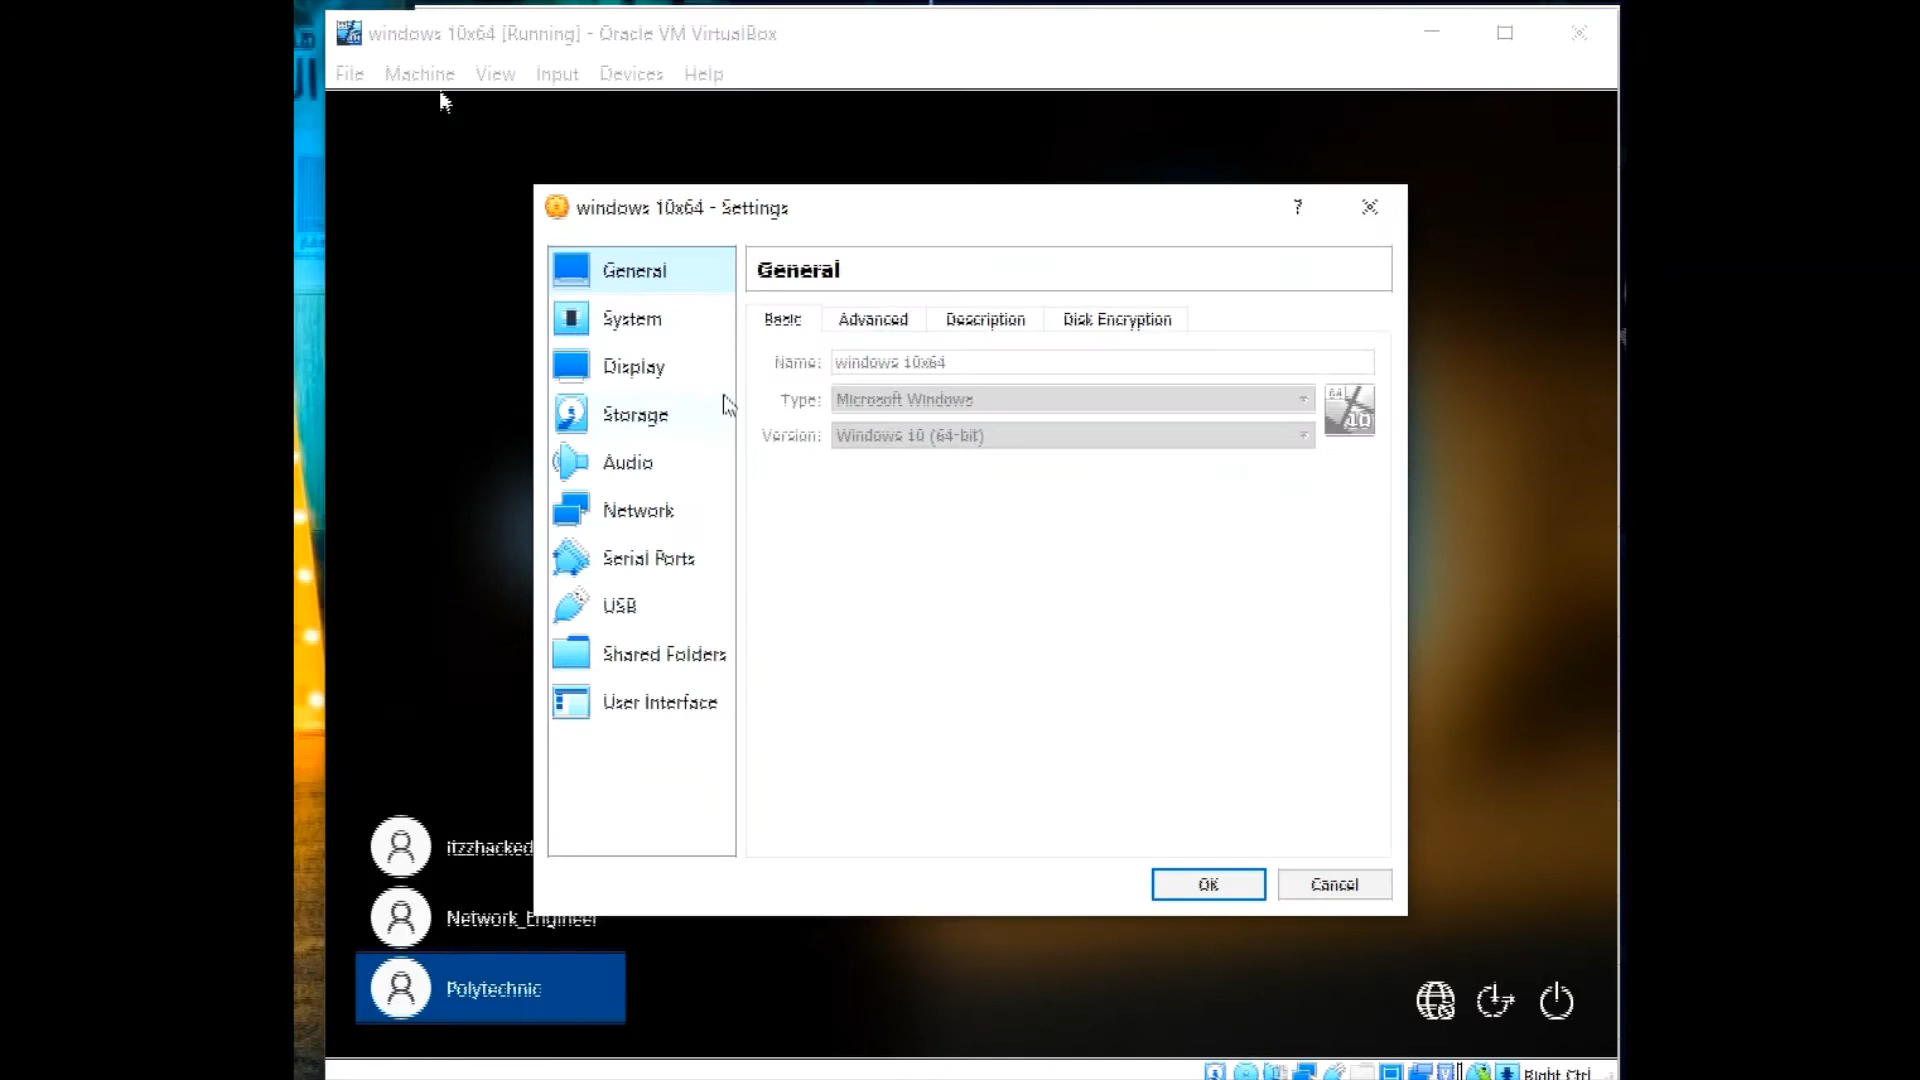 windows 10x64 [Running] - Oracle VM VirtualBox
File Machine View Input Devices Help
windows 10x64 - Settings
?
General
System
Display
Storage
Audio
Network
Serial Ports
USB
Shared Folders
User Interface
General
Basic Advanced Description Disk Encryption
Name: windows 10x64
Type: Microsoft Windows
Version: Windows 10 (64-bit)
64
10
OK Cancel
itzzhacked
Network_Engineer
Polytechnic
Right Ctrl